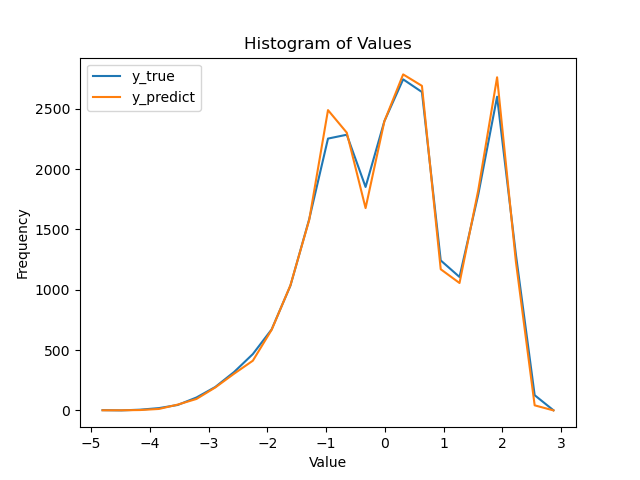 Histogram of Values
y_true
y_predict
2500
2000
1500
1000
500
0
Frequency
−5 −4 −3 −2 −1 0 1 2 3
Value